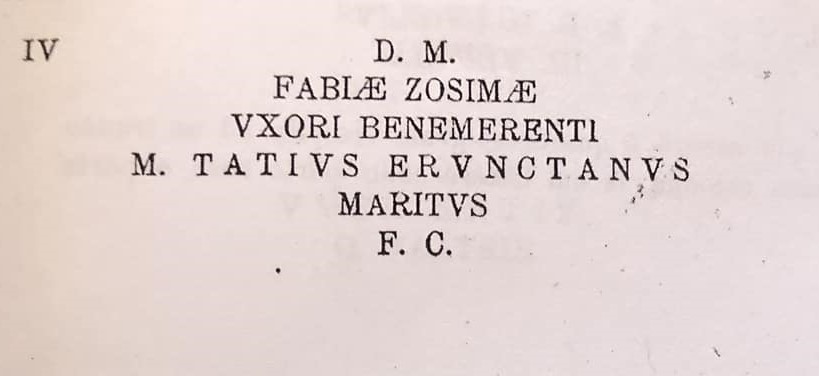 IV
D. M.
FABIÆ ZOSIMÆ
VXORI BENEMERENTI
M. TATIVS ERVNCTANVS
MARITVS
F. C.